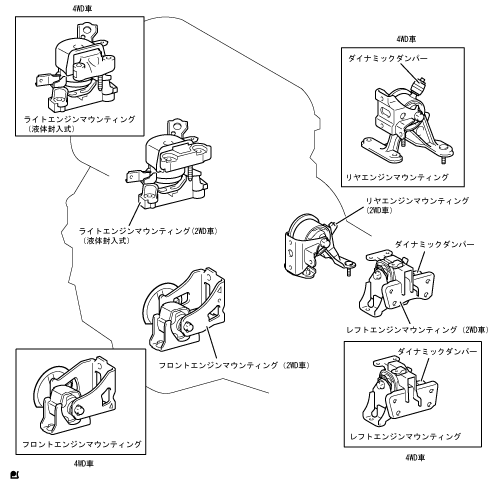 4WD車
ライトエンジンマウンティング
(液体封入式)
4WD車
ダイナミックダンパー
リヤエンジンマウンティング
ライトエンジンマウンティング(2WD車)
(液体封入式)
リヤエンジンマウンティング
(2WD車)
ダイナミックダンパー
レフトエンジンマウンティング(2WD車)
フロントエンジンマウンティング(2WD車)
フロントエンジンマウンティング
4WD車
ダイナミックダンパー
レフトエンジンマウンティング
4WD車